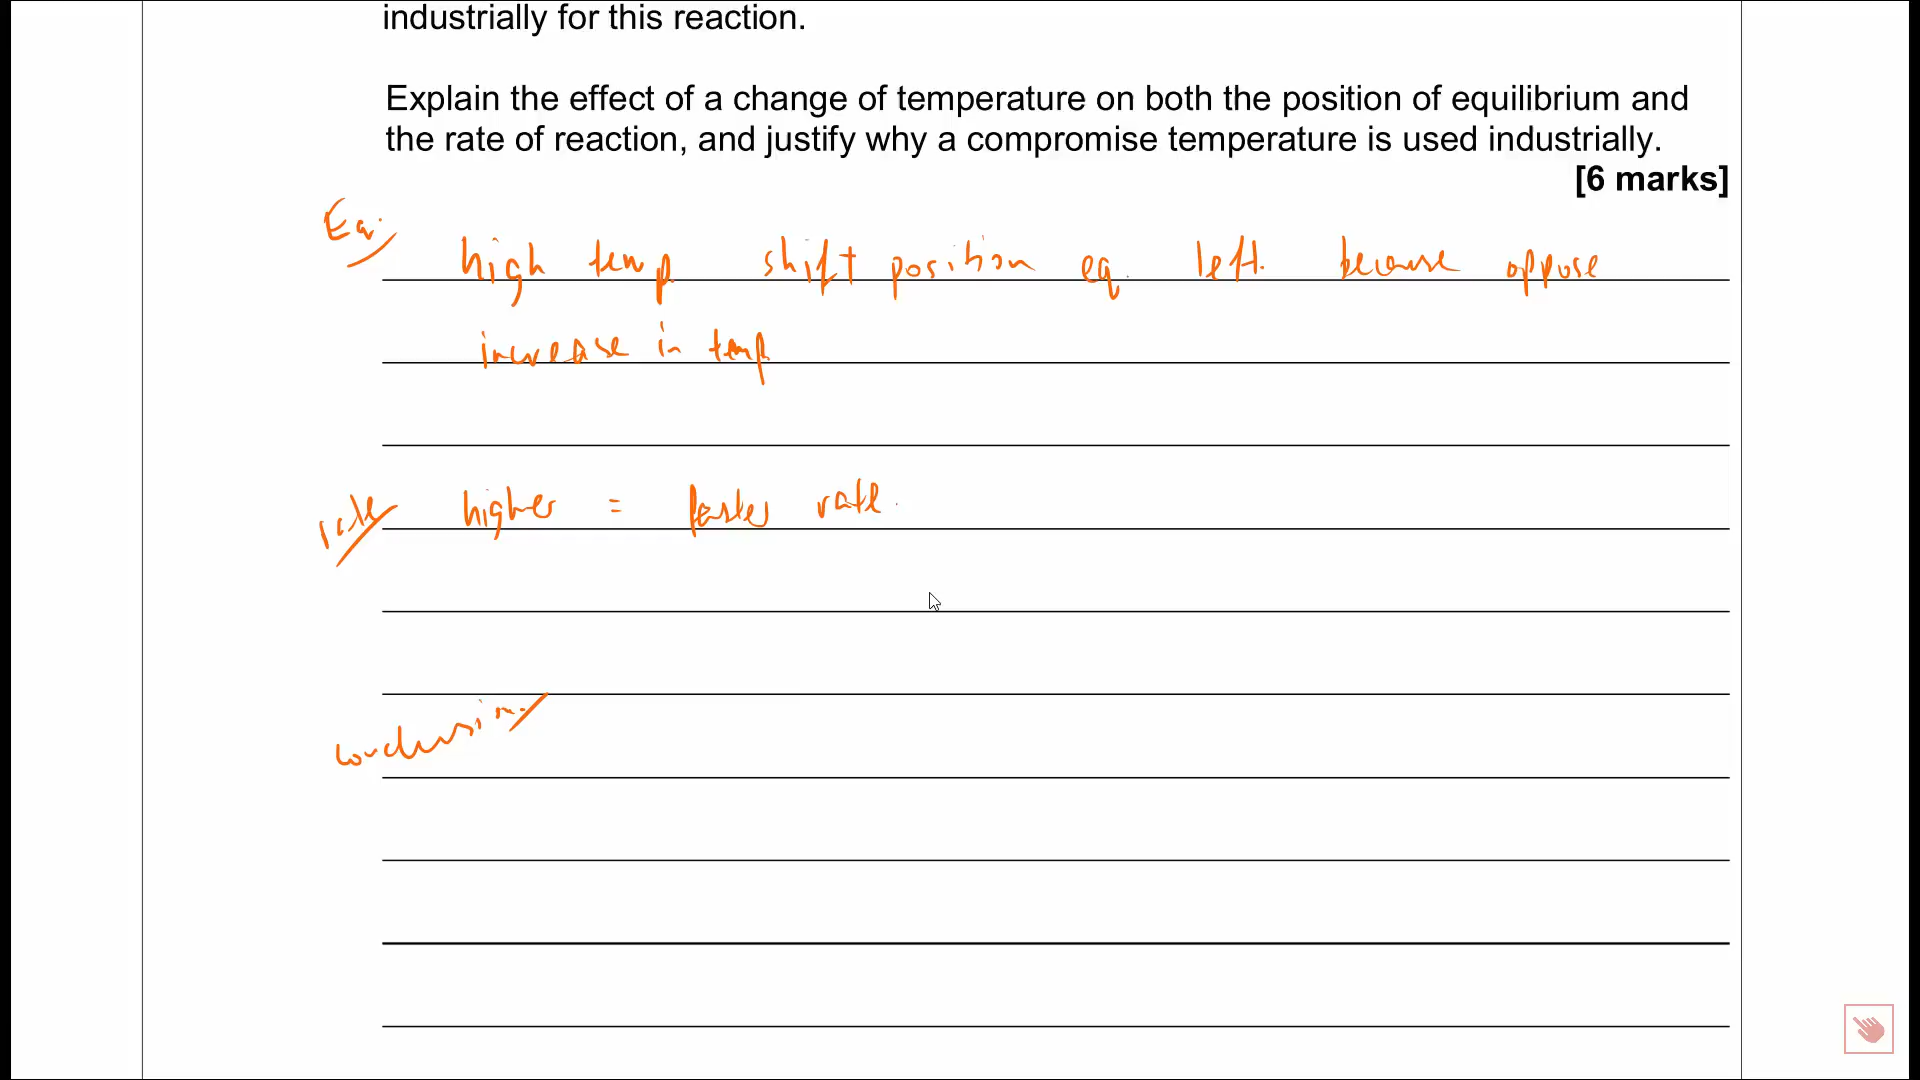 industrially for this reaction.
Explain the effect of a change of temperature on both the position of equilibrium and
the rate of reaction, and justify why a compromise temperature is used industrially.
[6 marks]
Eq.
high temp shift position eq. left. because oppose
increase in temp
rate higher = faster rate.
conclusion.